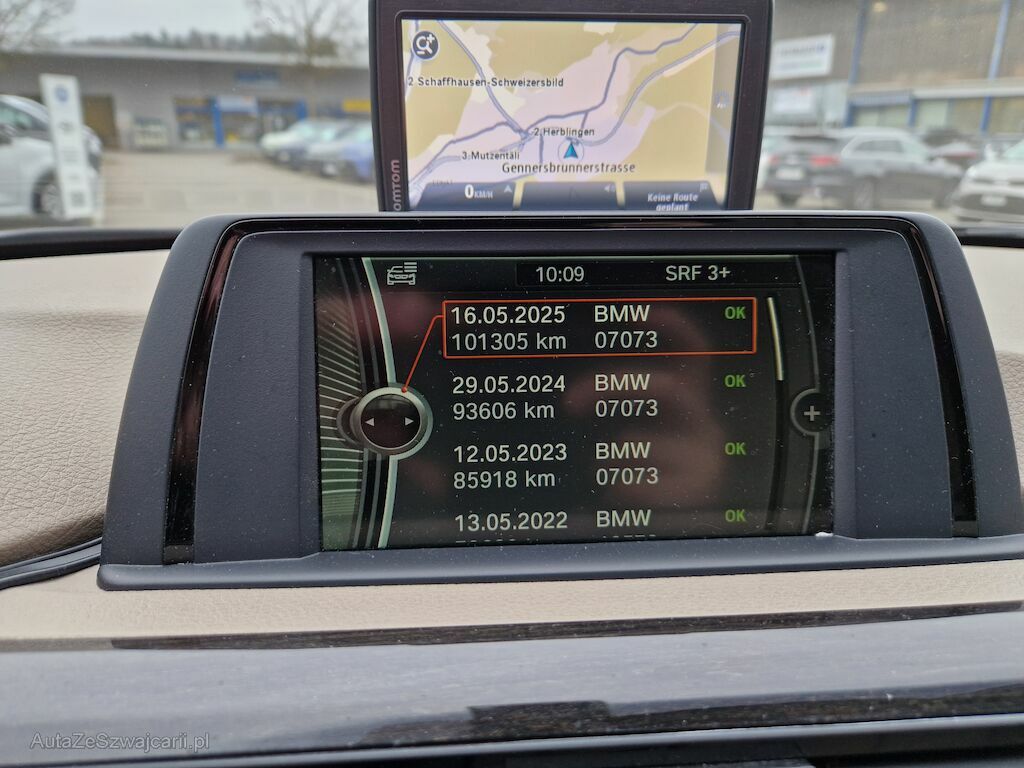 2 Schaffhausen-Schweizersbild
2 Herblingen
3 Mutzentäli
Gennersbrunnerstrasse
0 KM/H
Keine Route
geplant
10:09 SRF 3+
16.05.2025 BMW OK
101305 km 07073
29.05.2024 BMW OK
93606 km 07073
12.05.2023 BMW OK
85918 km 07073
13.05.2022 BMW OK
AutaZeSzwajcarii.pl